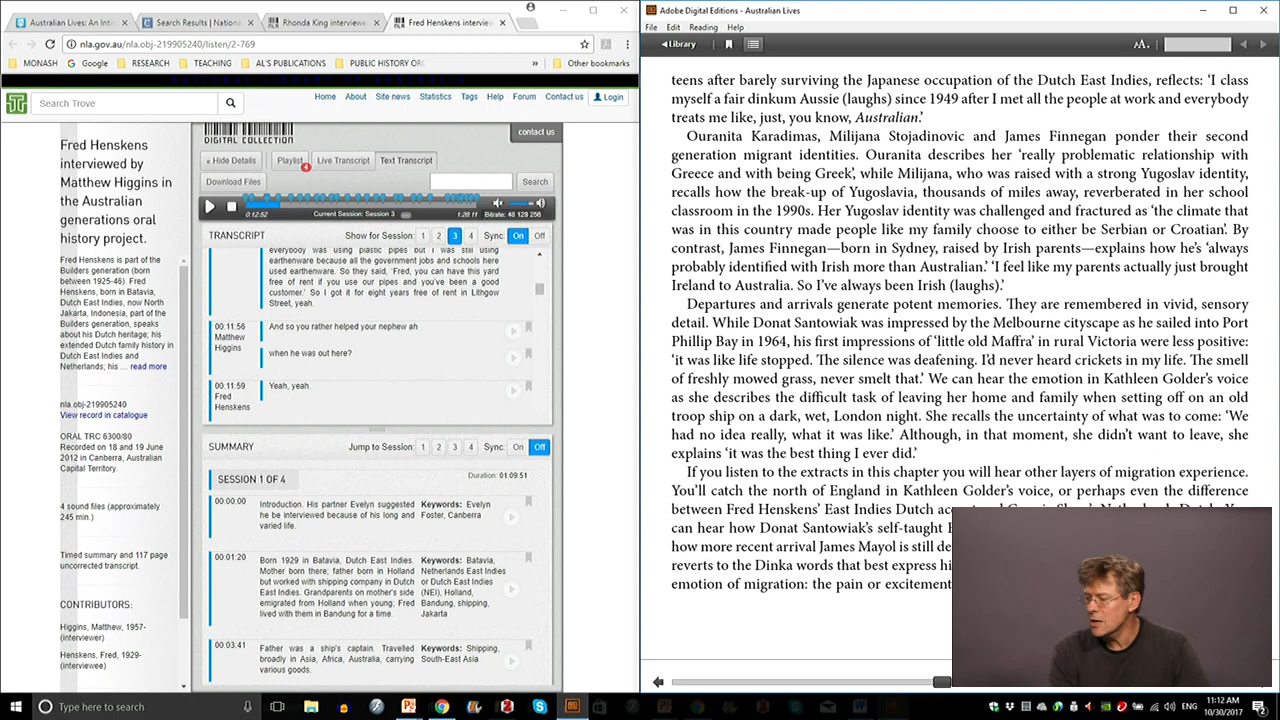 Australian Lives: An Inti
Search Results | Nationa
Rhonda King interviewe
Fred Henskens intervie
nla.gov.au/nla.obj-219905240/listen/2-769
MONASH
Google
RESEARCH
TEACHING
AL'S PUBLICATIONS
PUBLIC HISTORY OR
»
Other bookmarks
Search Trove
Home
About
Site news
Statistics
Tags
Help
Forum
Contact us
Login
Fred Henskens
interviewed by
Matthew Higgins in
the Australian
generations oral
history project.
Fred Henskens is part of the
Builders generation (born
between 1925-46). Fred
Henskens, born in Batavia,
Dutch East Indies, now North
Jakarta, Indonesia, part of the
Builders generation, speaks
about his Dutch heritage; his
extended Dutch family history in
Dutch East Indies and
Netherlands; his ... read more
nla.obj-219905240
View record in catalogue
ORAL TRC 6300/80
Recorded on 18 and 19 June
2012 in Canberra, Australian
Capital Territory.
4 sound files (approximately
245 min.)
Timed summary and 117 page
uncorrected transcript.
CONTRIBUTORS:
Higgins, Matthew, 1957-
(interviewer)
Henskens, Fred, 1929-
(interviewee)
DIGITAL COLLECTION
contact us
« Hide Details
Playlist
4
Live Transcript
Text Transcript
Download Files
Search
0:12:52
Current Session: Session 3
1:26:11
Bitrate: 48 128 256
TRANSCRIPT
Show for Session: 1 2 3 4 Sync: On Off
everybody was using plastic pipes but I was still using
earthenware because all the government jobs and schools here
used earthenware. So they said, 'Fred, you can have this yard
free of rent if you use our pipes and you've been a good
customer.' So I got it for eight years free of rent in Lithgow
Street, yeah.
00:11:56
Matthew
Higgins
And so you rather helped your nephew ah
when he was out here?
00:11:59
Fred
Henskens
Yeah, yeah.
SUMMARY
Jump to Session: 1 2 3 4 Sync: On Off
SESSION 1 OF 4
Duration: 01:09:51
00:00:00
Introduction. His partner Evelyn suggested
he be interviewed because of his long and
varied life.
Keywords: Evelyn
Foster, Canberra
00:01:20
Born 1929 in Batavia, Dutch East Indies.
Mother born there; father born in Holland
but worked with shipping company in Dutch
East Indies. Grandparents on mother's side
emigrated from Holland when young; Fred
lived with them in Bandung for a time.
Keywords: Batavia,
Netherlands East Indies
or Dutch East Indies
(NEI), Holland,
Bandung, shipping,
Jakarta
00:03:41
Father was a ship's captain. Travelled
broadly in Asia, Africa, Australia, carrying
various goods.
Keywords: Shipping,
South-East Asia
Adobe Digital Editions - Australian Lives
File Edit Reading Help
Library
AA.
teens after barely surviving the Japanese occupation of the Dutch East Indies, reflects: 'I class
myself a fair dinkum Aussie (laughs) since 1949 after I met all the people at work and everybody
treats me like, just, you know, Australian.'
Ouranita Karadimas, Milijana Stojadinovic and James Finnegan ponder their second
generation migrant identities. Ouranita describes her 'really problematic relationship with
Greece and with being Greek', while Milijana, who was raised with a strong Yugoslav identity,
recalls how the break-up of Yugoslavia, thousands of miles away, reverberated in her school
classroom in the 1990s. Her Yugoslav identity was challenged and fractured as 'the climate that
was in this country made people like my family choose to either be Serbian or Croatian'. By
contrast, James Finnegan—born in Sydney, raised by Irish parents—explains how he's 'always
probably identified with Irish more than Australian.' 'I feel like my parents actually just brought
Ireland to Australia. So I've always been Irish (laughs).'
Departures and arrivals generate potent memories. They are remembered in vivid, sensory
detail. While Donat Santowiak was impressed by the Melbourne cityscape as he sailed into Port
Phillip Bay in 1964, his first impressions of 'little old Maffra' in rural Victoria were less positive:
'it was like life stopped. The silence was deafening. I'd never heard crickets in my life. The smell
of freshly mowed grass, never smelt that.' We can hear the emotion in Kathleen Golder's voice
as she describes the difficult task of leaving her home and family when setting off on an old
troop ship on a dark, wet, London night. She recalls the uncertainty of what was to come: 'We
had no idea really, what it was like.' Although, in that moment, she didn't want to leave, she
explains 'it was the best thing I ever did.'
If you listen to the extracts in this chapter you will hear other layers of migration experience.
You'll catch the north of England in Kathleen Golder's voice, or perhaps even the difference
between Fred Henskens' East Indies Dutch
can hear how Donat Santowiak's self-taught
how more recent arrival James Mayol is still
reverts to the Dinka words that best express
emotion of migration: the pain or excitement
Type here to search
11:12 AM
10/30/2017